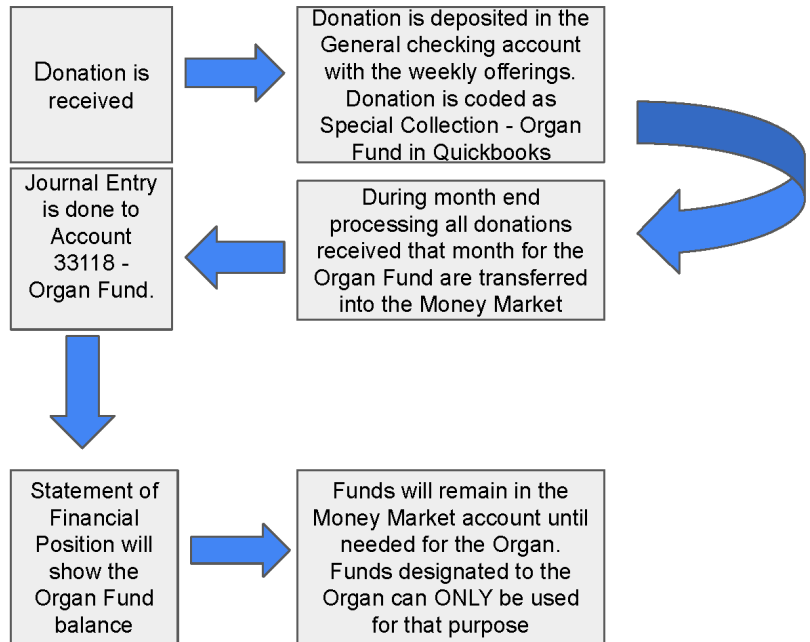 Donation is
received
Donation is deposited in the
General checking account
with the weekly offerings.
Donation is coded as
Special Collection - Organ
Fund in Quickbooks
During month end
processing all donations
received that month for the
Organ Fund are transferred
into the Money Market
Journal Entry
is done to
Account
33118 -
Organ Fund.
Statement of
Financial
Position will
show the
Organ Fund
balance
Funds will remain in the
Money Market account until
needed for the Organ.
Funds designated to the
Organ can ONLY be used
for that purpose